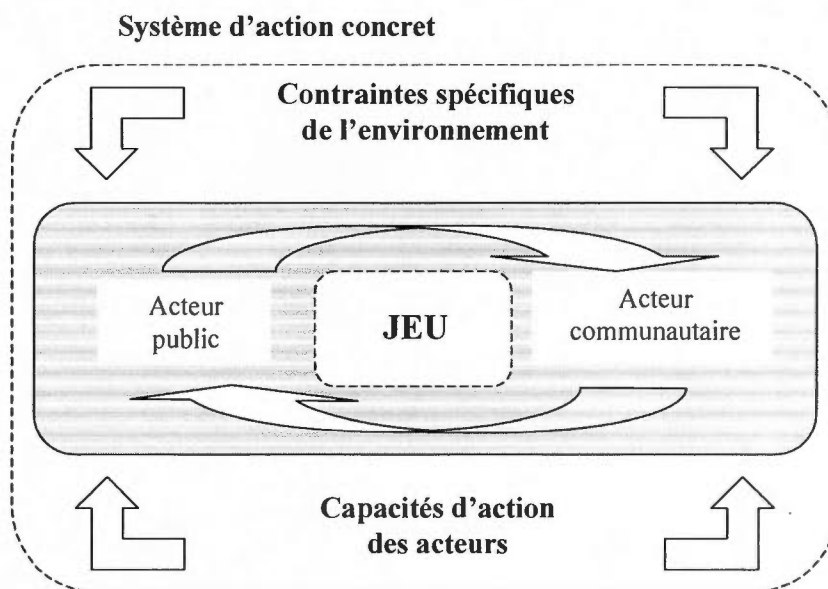 Système d'action concret
Contraintes spécifiques
de l'environnement
Acteur
public
JEU
Acteur
communautaire
Capacités d'action
des acteurs